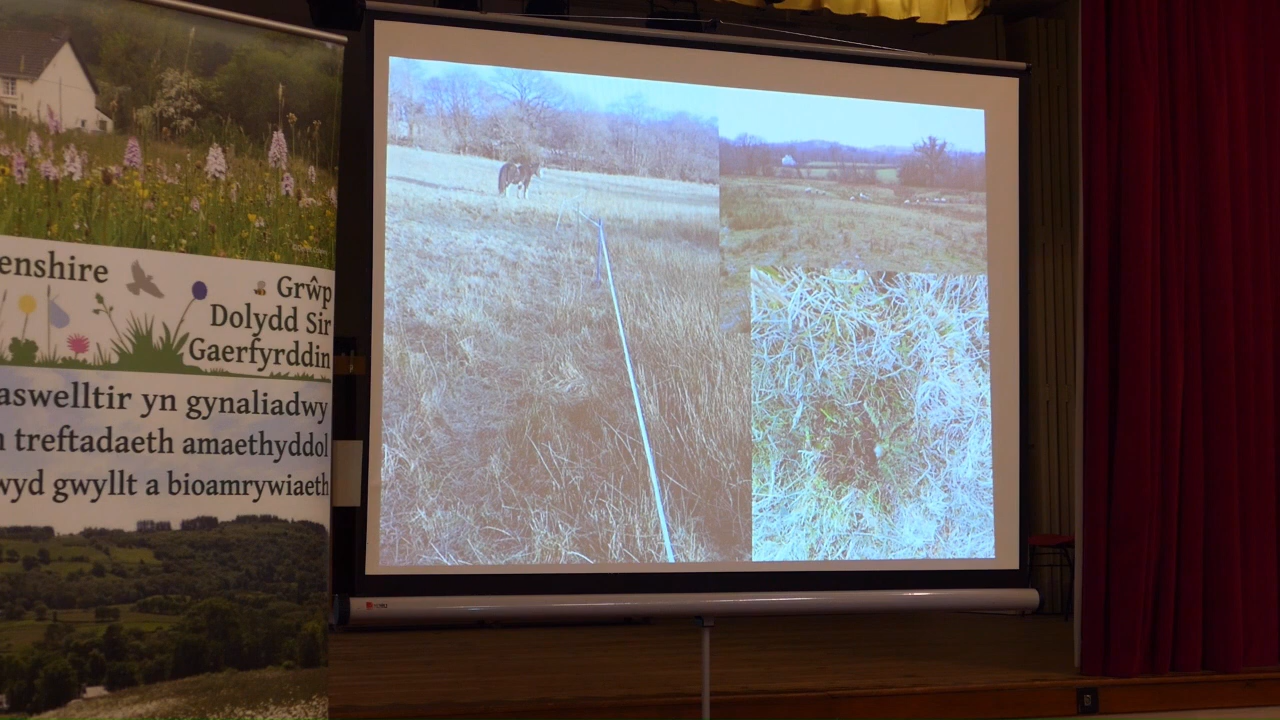 enshire
Grŵp
Dolydd Sir
Gaerfyrddin
aswelltir yn gynaliadwy
treftadaeth amaethyddol
wyd gwyllt a bioamrywiaeth